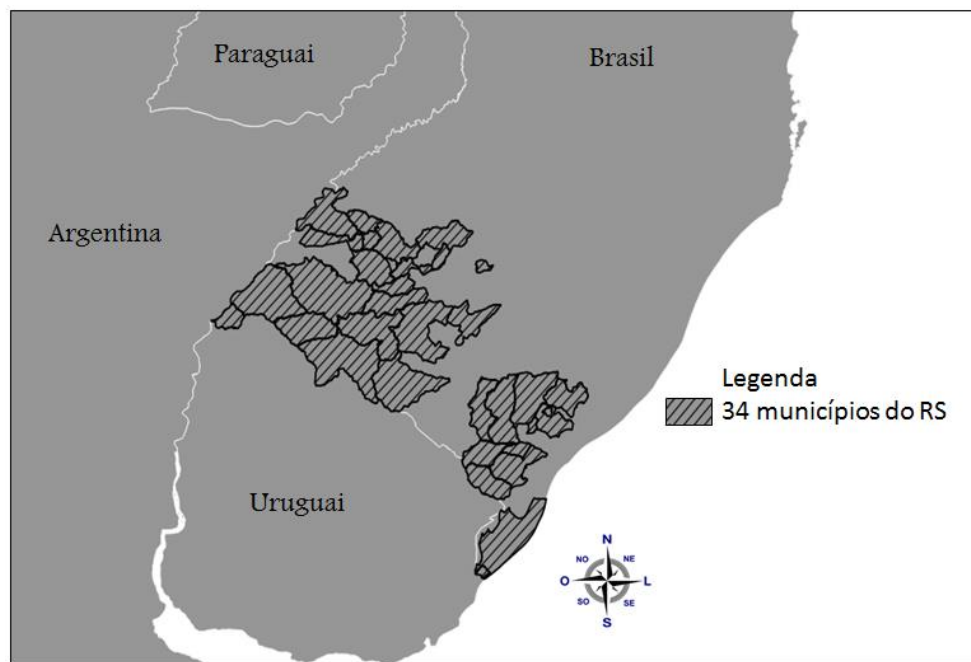 Paraguai
Brasil
Argentina
Legenda
34 municípios do RS
Uruguai
N
NO
NE
O
L
SO
SE
S